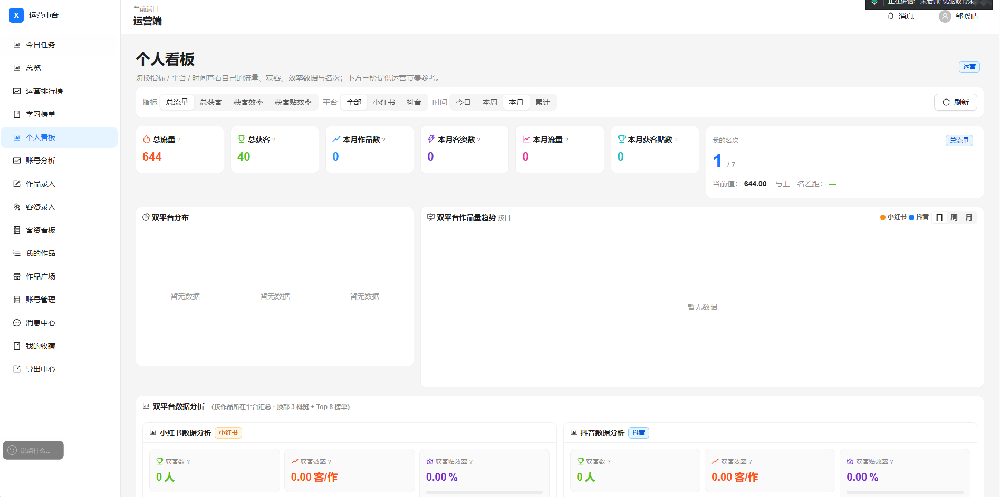 X 运营中台
今日任务
总览
运营排行榜
学习榜单
个人看板
账号分析
作品录入
客资录入
客资看板
我的作品
作品广场
账号管理
消息中心
我的收藏
导出中心
说点什么...
当前端口
运营端
正在讲话: 朱老师; 优论教育朱...
消息
郭晓晴
个人看板
切换指标 / 平台 / 时间查看自己的流量、获客、效率数据与名次；下方三榜提供运营节奏参考。
运营
指标 总流量 总获客 获客效率 获客贴效率 平台 全部 小红书 抖音 时间 今日 本周 本月 累计
刷新
总流量 ?
644
总获客 ?
40
本月作品数 ?
0
本月客资数 ?
0
本月流量 ?
0
本月获客贴数 ?
0
我的名次 总流量
1 / 7
当前值： 644.00 与上一名差距： —
双平台分布
暂无数据 暂无数据 暂无数据
双平台作品量趋势 按日
小红书 抖音 日 周 月
暂无数据
双平台数据分析 (按作品所在平台汇总 · 顶部 3 概览 + Top 8 榜单)
小红书数据分析 小红书
获客数 ?
0 人
获客效率 ?
0.00 客/作
获客贴效率 ?
0.00 %
抖音数据分析 抖音
获客数 ?
0 人
获客效率 ?
0.00 客/作
获客贴效率 ?
0.00 %